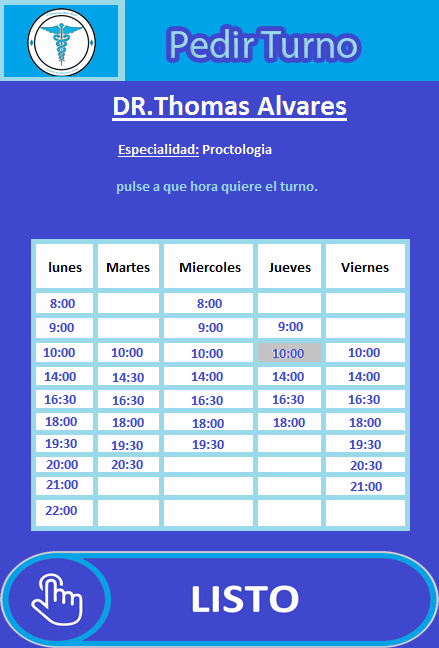 Pedir Turno
DR.Thomas Alvares
Especialidad: Proctologia
pulse a que hora quiere el turno.
lunes Martes Miercoles Jueves Viernes
8:00 8:00
9:00 9:00 9:00
10:00 10:00 10:00 10:00 10:00
14:00 14:30 14:00 14:00 14:00
16:30 16:30 16:30 16:30 16:30
18:00 18:00 18:00 18:00 18:00
19:30 19:30 19:30 19:30
20:00 20:30 20:30
21:00 21:00
22:00
LISTO